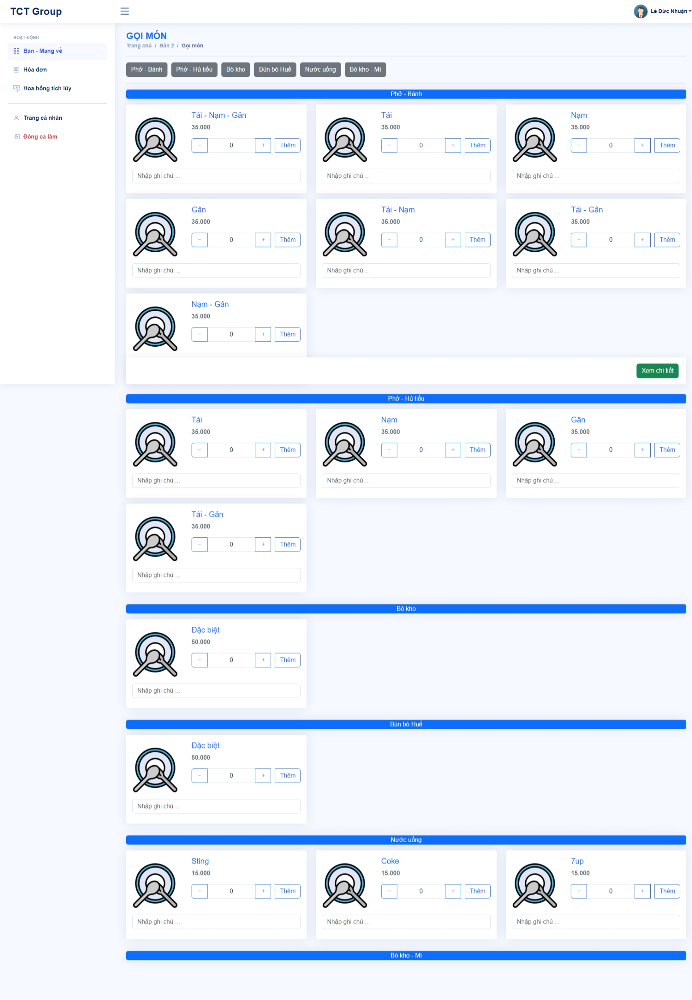 TCT Group
Lê Đức Nhuận
HOẠT ĐỘNG
Bàn - Mang về
Hóa đơn
Hoa hồng tích lũy
Trang cá nhân
Đóng ca làm
GỌI MÓN
Trang chủ / Bàn 2 / Gọi món
Phở - Bánh Phở - Hủ tiếu Bò kho Bún bò Huế Nước uống Bò kho - Mì
Phở - Bánh
Tái - Nạm - Gân
35.000
− 0 + Thêm
Nhập ghi chú ...
Tái
35.000
− 0 + Thêm
Nhập ghi chú ...
Nạm
35.000
− 0 + Thêm
Nhập ghi chú ...
Gân
35.000
− 0 + Thêm
Nhập ghi chú ...
Tái - Nạm
35.000
− 0 + Thêm
Nhập ghi chú ...
Tái - Gân
35.000
− 0 + Thêm
Nhập ghi chú ...
Nạm - Gân
35.000
− 0 + Thêm
Xem chi tiết
Phở - Hủ tiếu
Tái
35.000
− 0 + Thêm
Nhập ghi chú ...
Nạm
35.000
− 0 + Thêm
Nhập ghi chú ...
Gân
35.000
− 0 + Thêm
Nhập ghi chú ...
Tái - Gân
35.000
− 0 + Thêm
Nhập ghi chú ...
Bò kho
Đặc biệt
50.000
− 0 + Thêm
Nhập ghi chú ...
Bún bò Huế
Đặc biệt
50.000
− 0 + Thêm
Nhập ghi chú ...
Nước uống
Sting
15.000
− 0 + Thêm
Nhập ghi chú ...
Coke
15.000
− 0 + Thêm
Nhập ghi chú ...
7up
15.000
− 0 + Thêm
Nhập ghi chú ...
Bò kho - Mì